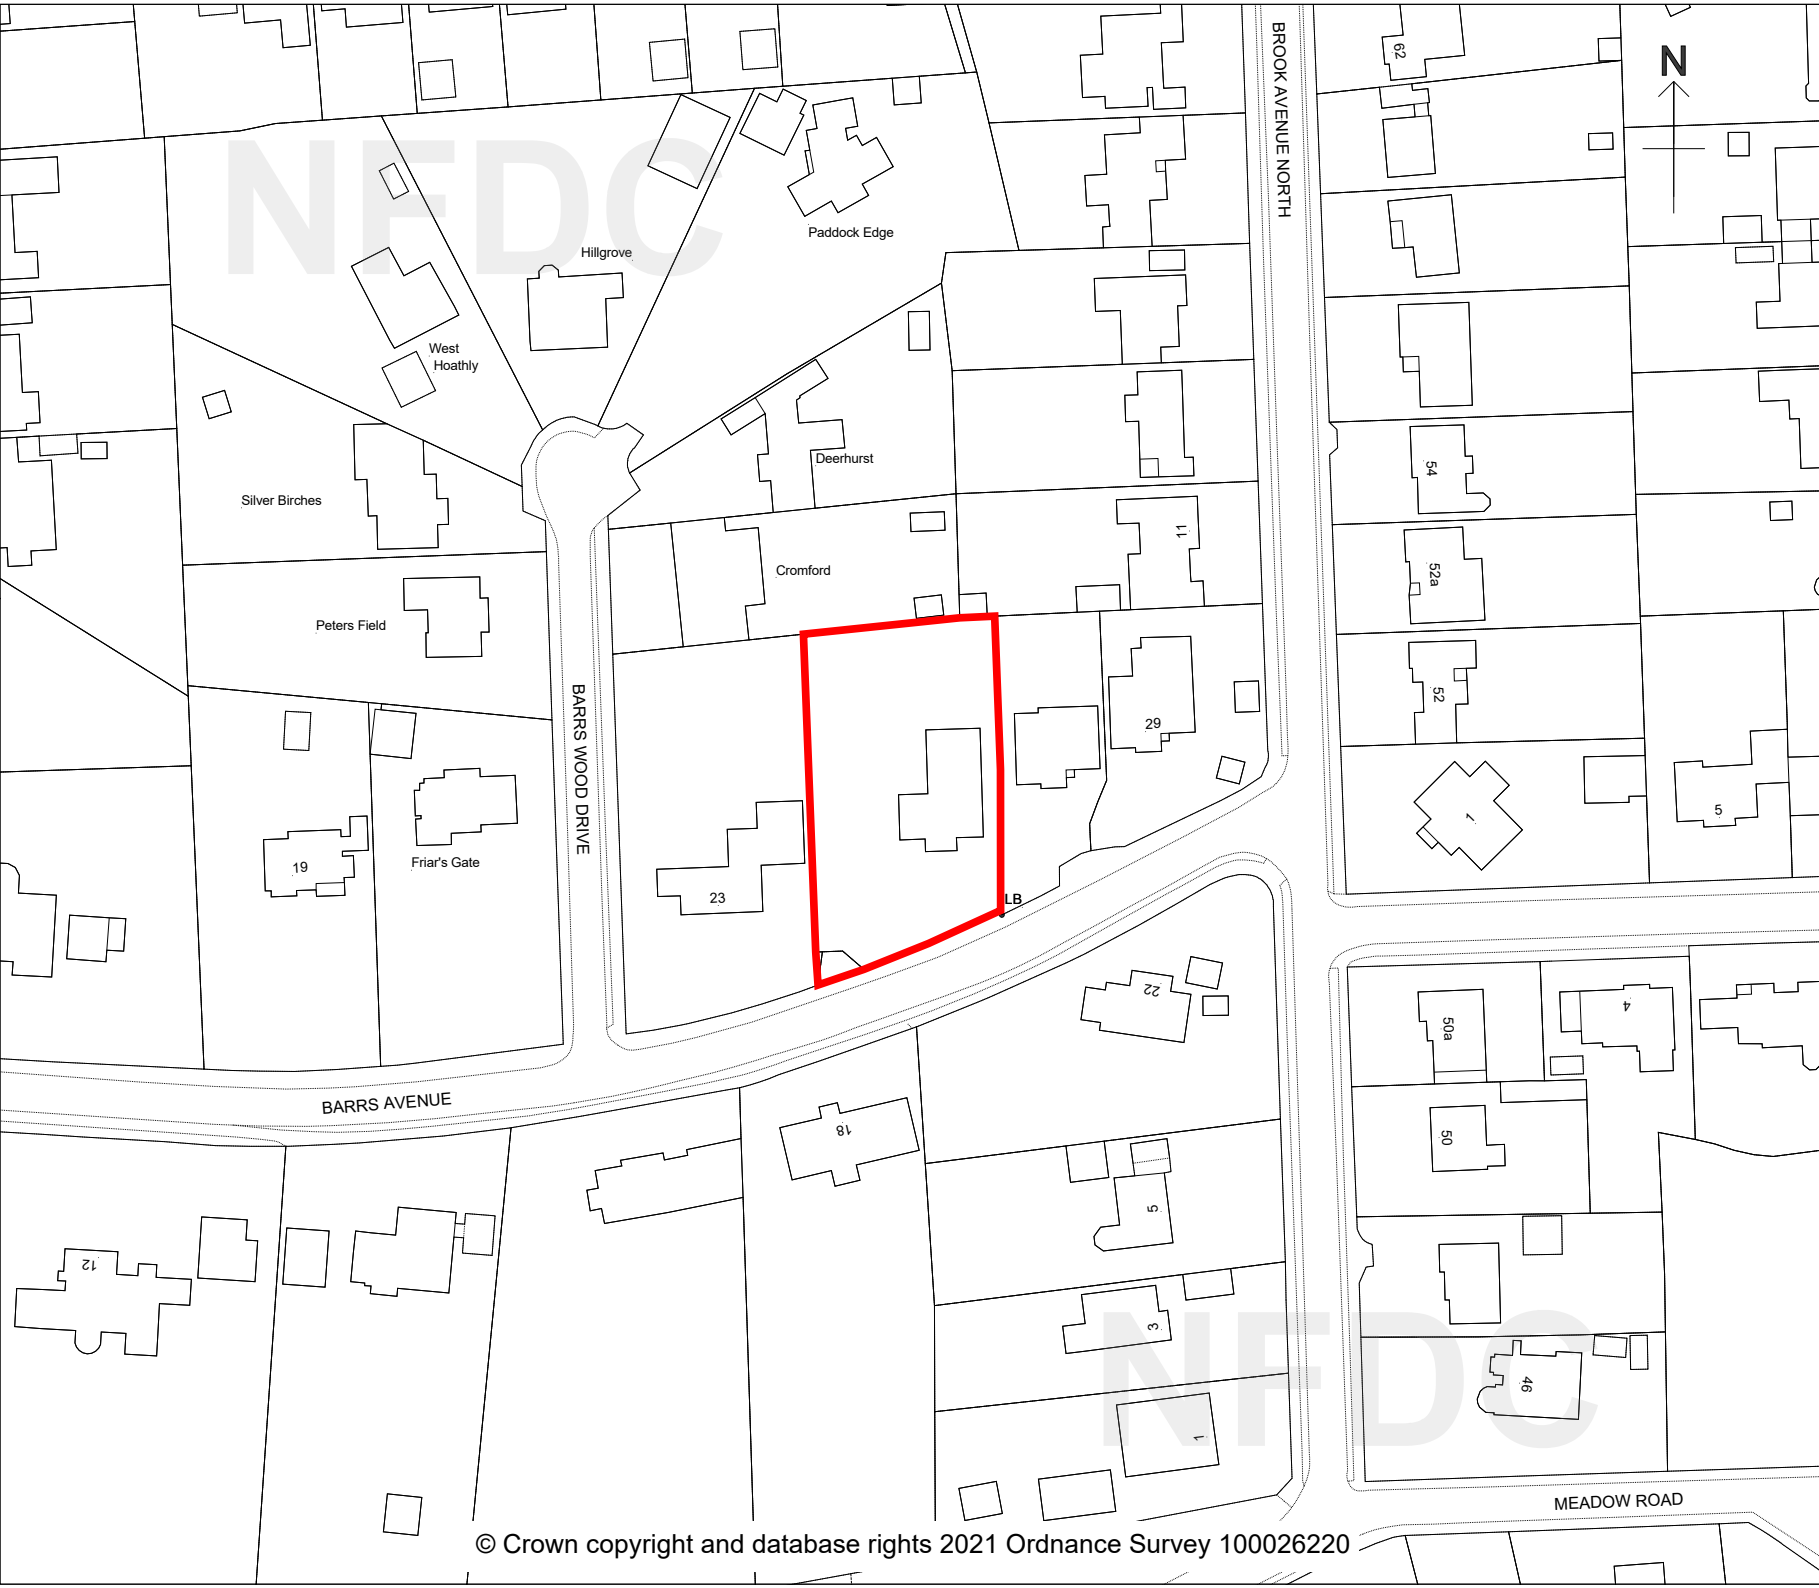 BROOK AVENUE NORTH
62
N
NFDC
Paddock Edge
Hillgrove
West
Hoathly
Deerhurst
54
Silver Birches
11
Cromford
52a
Peters Field
52
BARRS WOOD DRIVE
29
5
1
19
Friar's Gate
23
LB
22
50a
4
BARRS AVENUE
18
50
5
12
3
NFDC
46
1
MEADOW ROAD
© Crown copyright and database rights 2021 Ordnance Survey 100026220